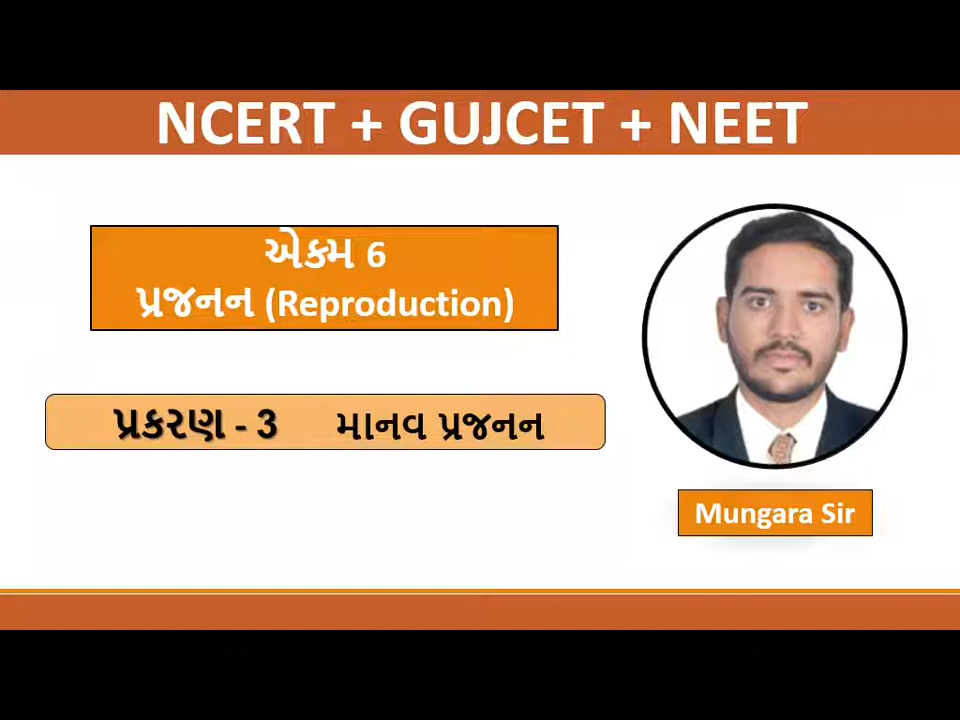 NCERT + GUJCET + NEET
એકમ 6
પ્રજનન (Reproduction)
પ્રકરણ - 3 માનવ પ્રજનન
Mungara Sir